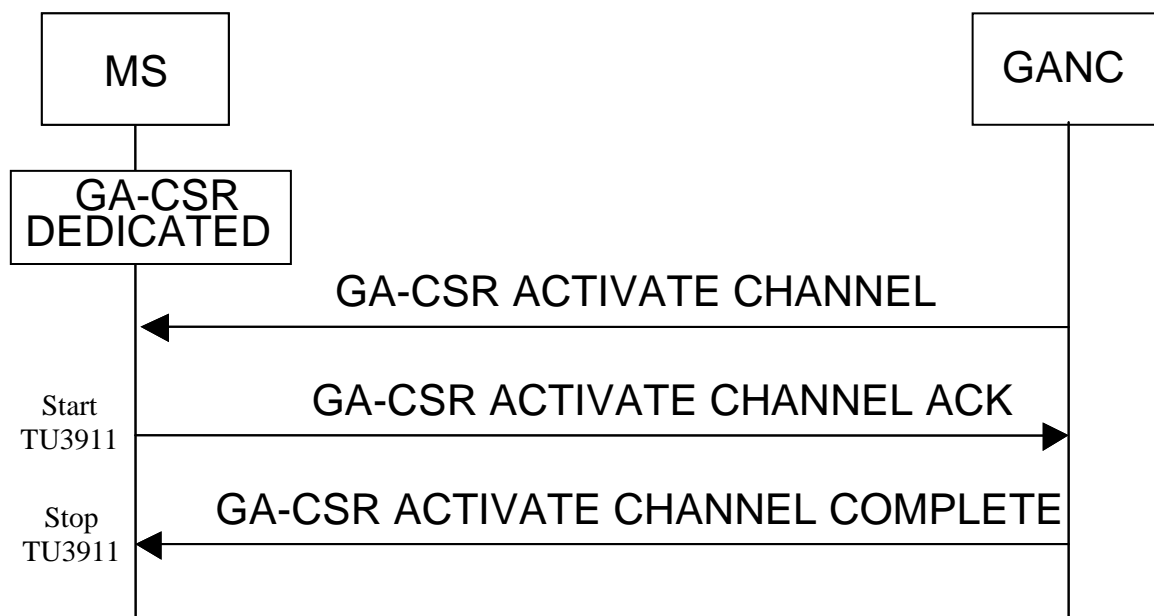 MS
GANC
GA-CSR
DEDICATED
GA-CSR ACTIVATE CHANNEL
Start
TU3911
GA-CSR ACTIVATE CHANNEL ACK
Stop
TU3911
GA-CSR ACTIVATE CHANNEL COMPLETE